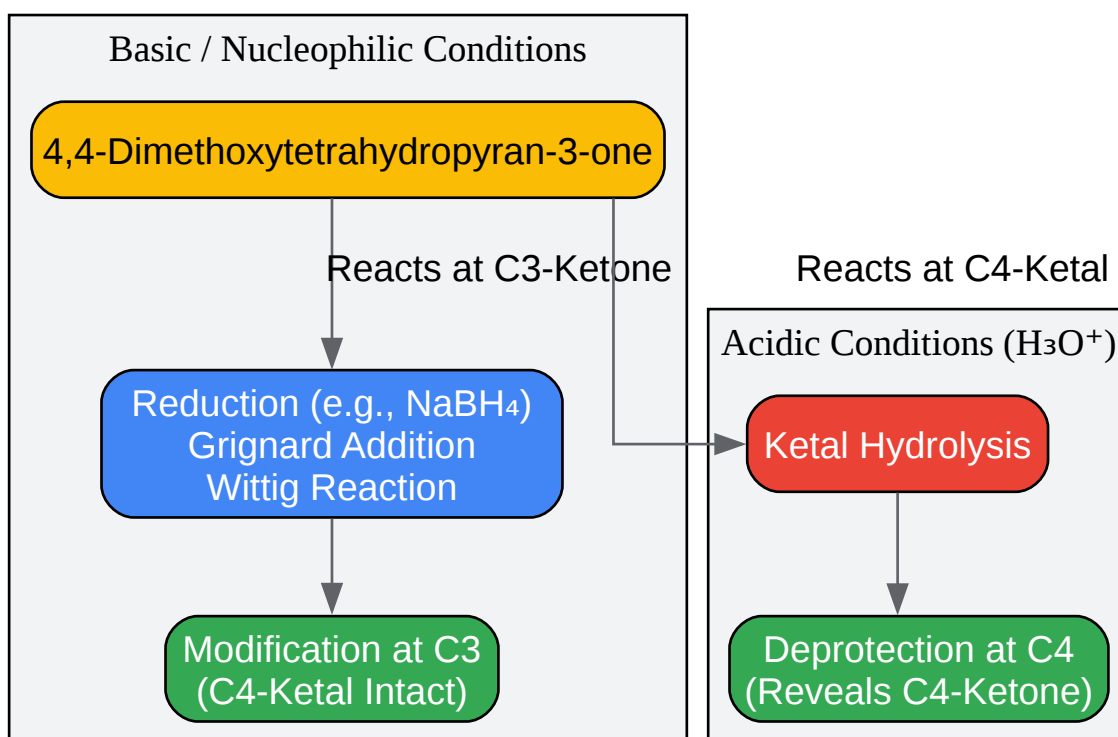 Basic / Nucleophilic Conditions
4,4-Dimethoxytetrahydropyran-3-one
Reacts at C3-Ketone
Reacts at C4-Ketal
Acidic Conditions (H₃O⁺)
Reduction (e.g., NaBH₄)
Grignard Addition
Wittig Reaction
Ketal Hydrolysis
Modification at C3
(C4-Ketal Intact)
Deprotection at C4
(Reveals C4-Ketone)